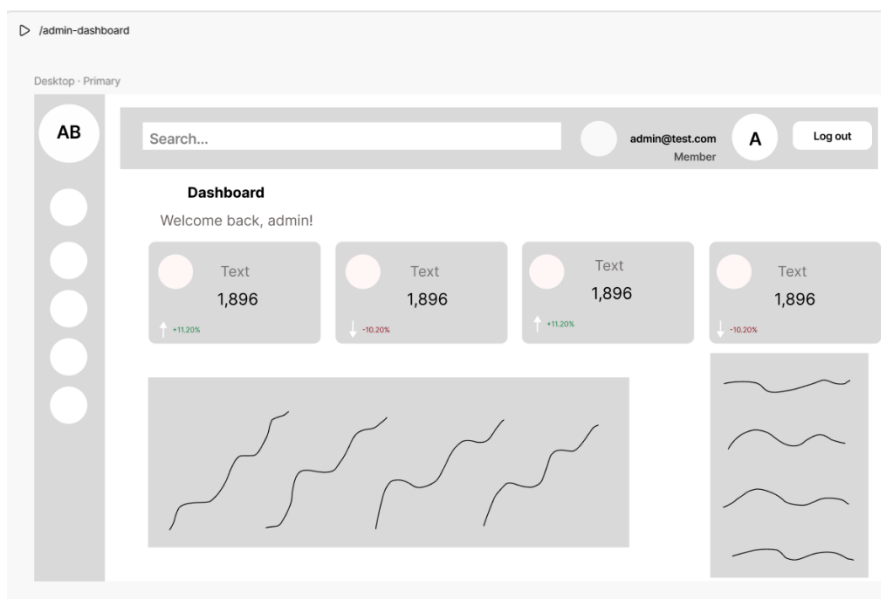 /admin-dashboard
Desktop · Primary
AB
Search...
admin@test.com
Member
A
Log out
Dashboard
Welcome back, admin!
Text
1,896
+11.20%
Text
1,896
-10.20%
Text
1,896
+11.20%
Text
1,896
-10.20%